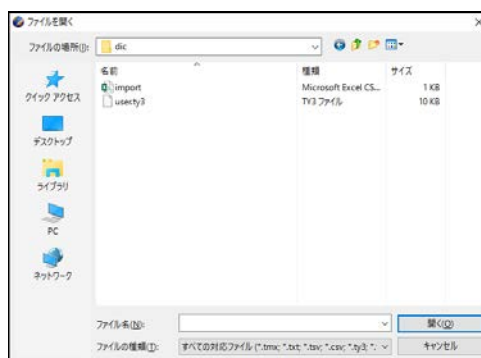 ファイルを開く
ファイルの場所(I):
dic
名前
種類
サイズ
import
Microsoft Excel CS...
1 KB
user.ty3
TY3 ファイル
10 KB
クイック アクセス
デスクトップ
ライブラリ
PC
ネットワーク
ファイル名(N):
開く(O)
ファイルの種類(T):
すべての対応ファイル (*.tmx; *.txt; *.tsv; *.csv; *.ty3; *.
キャンセル